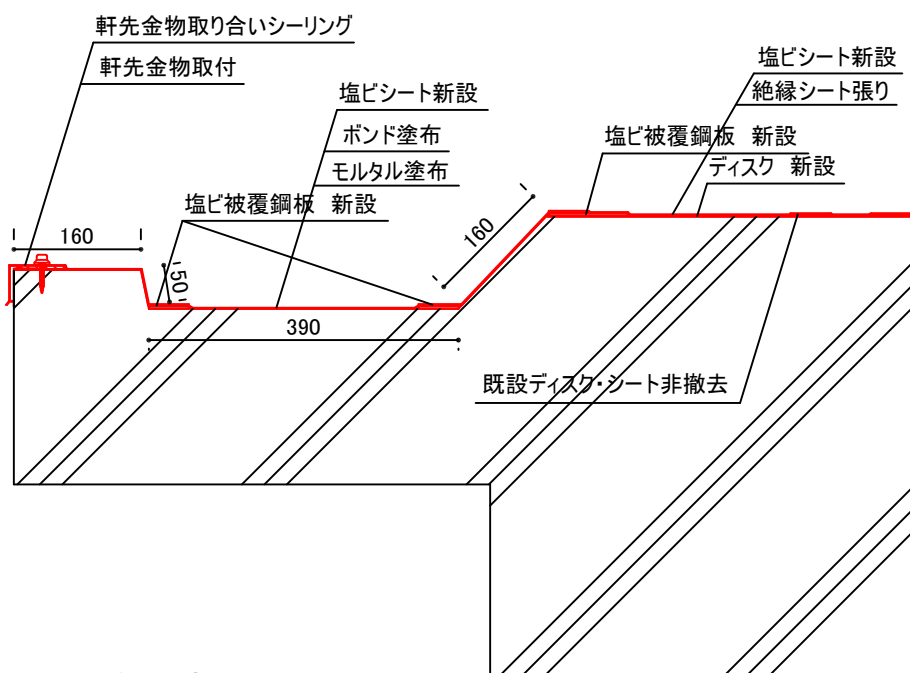 軒先金物取り合いシーリング
軒先金物取付
塩ビシート新設
ボンド塗布
モルタル塗布
塩ビ被覆鋼板 新設
塩ビシート新設
絶縁シート張り
塩ビ被覆鋼板 新設
ディスク 新設
160
50
390
160
既設ディスク・シート非撤去